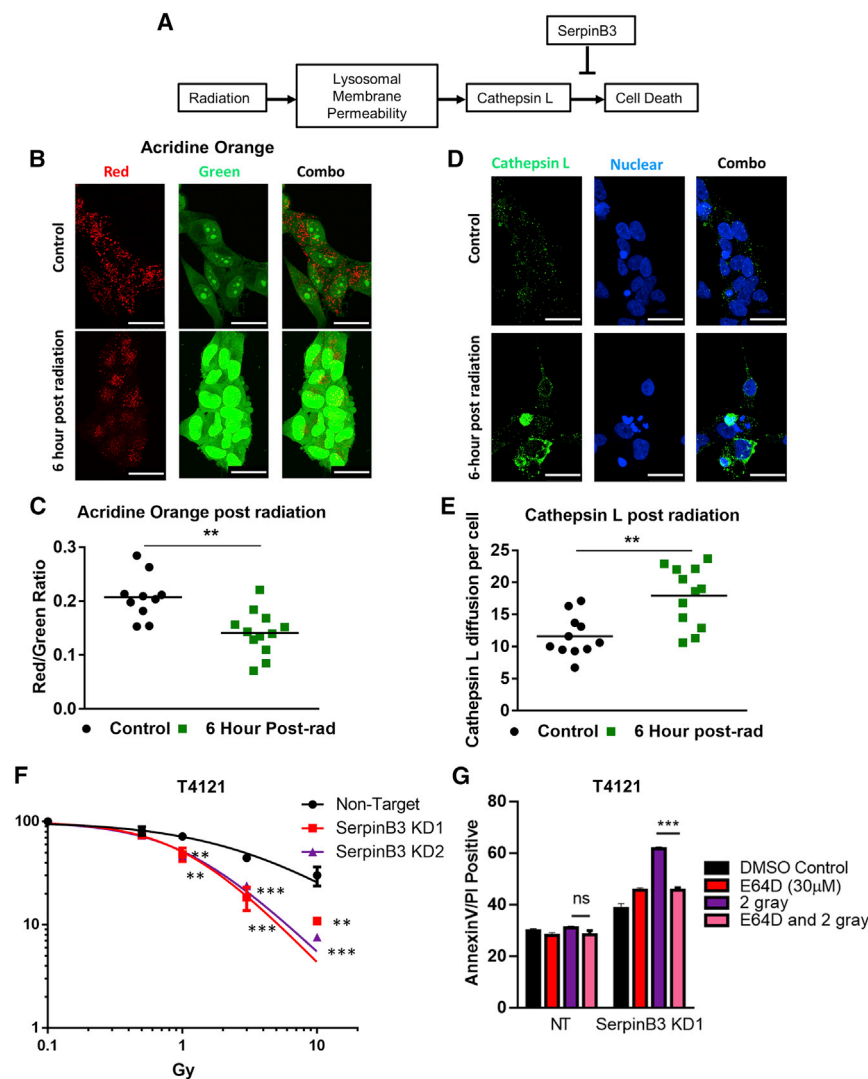 A
SerpinB3
Radiation
Lysosomal
Membrane
Permeability
Cathepsin L
Cell Death
B
Acridine Orange
Red
Green
Combo
Control
6 hour post radiation
C
Acridine Orange post radiation
**
Red/Green Ratio
0.3
0.2
0.1
0.0
Control
6 Hour Post-rad
D
Cathepsin L
Nuclear
Combo
Control
6-hour post radiation
E
Cathepsin L post radiation
**
Cathepsin L diffusion per cell
25
20
15
10
5
0
Control
6 Hour post-rad
F
T4121
Non-Target
SerpinB3 KD1
SerpinB3 KD2
100
10
1
**
**
***
***
**
***
0.1
1
10
Gy
G
T4121
AnnexinV/PI Positive
80
60
40
20
0
ns
***
NT
SerpinB3 KD1
DMSO Control
E64D (30μM)
2 gray
E64D and 2 gray